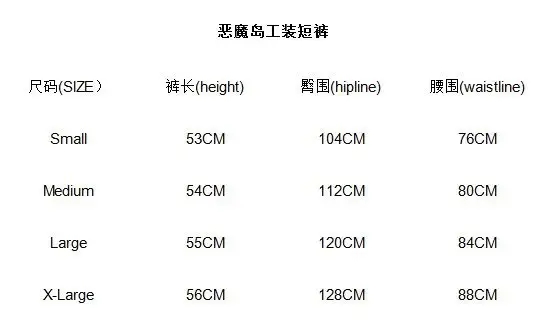 恶魔岛工装短裤
尺码(SIZE） 裤长(height) 臀围(hipline) 腰围(waistline)
Small 53CM 104CM 76CM
Medium 54CM 112CM 80CM
Large 55CM 120CM 84CM
X-Large 56CM 128CM 88CM